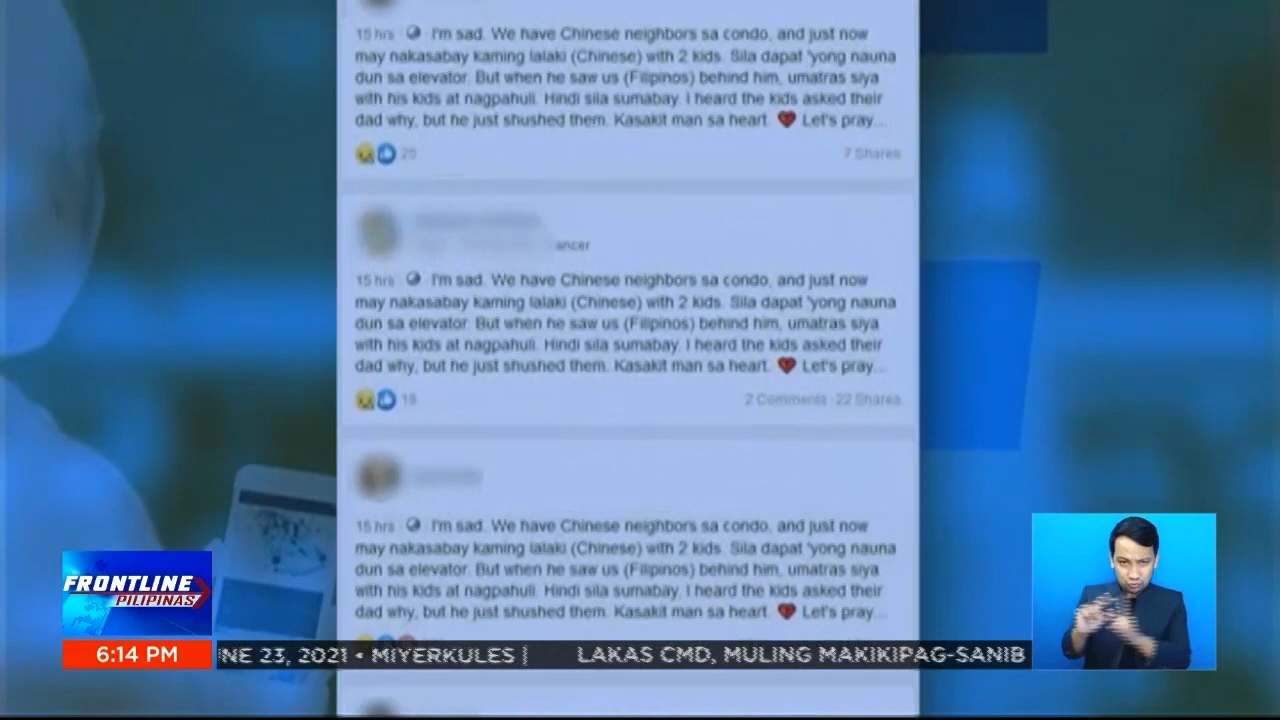 15 hrs · I'm sad. We have Chinese neighbors sa condo, and just now
may nakasabay kaming lalaki (Chinese) with 2 kids. Sila dapat 'yong nauna
dun sa elevator. But when he saw us (Filipinos) behind him, umatras siya
with his kids at nagpahuli. Hindi sila sumabay. I heard the kids asked their
dad why, but he just shushed them. Kasakit man sa heart. 💔 Let's pray...
25 7 Shares
ancer
15 hrs · I'm sad. We have Chinese neighbors sa condo, and just now
may nakasabay kaming lalaki (Chinese) with 2 kids. Sila dapat 'yong nauna
dun sa elevator. But when he saw us (Filipinos) behind him, umatras siya
with his kids at nagpahuli. Hindi sila sumabay. I heard the kids asked their
dad why, but he just shushed them. Kasakit man sa heart. 💔 Let's pray...
19 2 Comments 22 Shares
15 hrs · I'm sad. We have Chinese neighbors sa condo, and just now
may nakasabay kaming lalaki (Chinese) with 2 kids. Sila dapat 'yong nauna
dun sa elevator. But when he saw us (Filipinos) behind him, umatras siya
with his kids at nagpahuli. Hindi sila sumabay. I heard the kids asked their
dad why, but he just shushed them. Kasakit man sa heart. 💔 Let's pray...
FRONTLINE
PILIPINAS
6:14 PM
NE 23, 2021 • MIYERKULES | LAKAS CMD, MULING MAKIKIPAG-SANIB